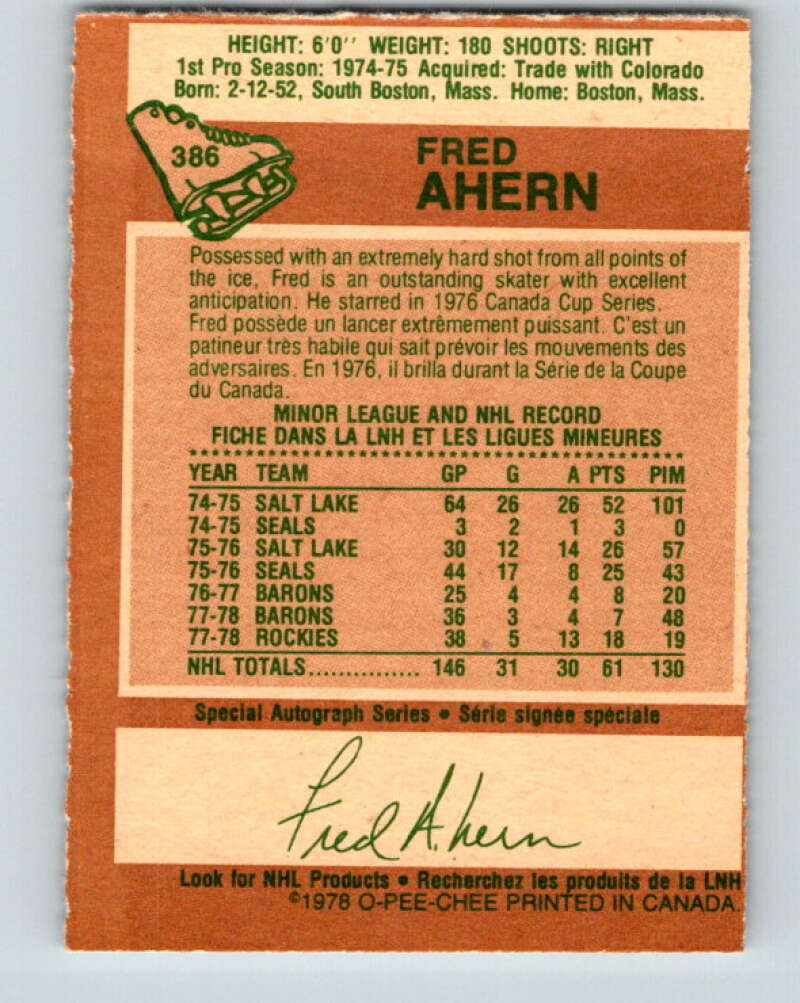 HEIGHT: 6'0'' WEIGHT: 180 SHOOTS: RIGHT
1st Pro Season: 1974-75 Acquired: Trade with Colorado
Born: 2-12-52, South Boston, Mass. Home: Boston, Mass.
386
FRED
AHERN
Possessed with an extremely hard shot from all points of
the ice, Fred is an outstanding skater with excellent
anticipation. He starred in 1976 Canada Cup Series.
Fred possède un lancer extrêmement puissant. C'est un
patineur très habile qui sait prévoir les mouvements des
adversaires. En 1976, il brilla durant la Série de la Coupe
du Canada.
MINOR LEAGUE AND NHL RECORD
FICHE DANS LA LNH ET LES LIGUES MINEURES
YEAR TEAM GP G A PTS PIM
74-75 SALT LAKE 64 26 26 52 101
74-75 SEALS 3 2 1 3 0
75-76 SALT LAKE 30 12 14 26 57
75-76 SEALS 44 17 8 25 43
76-77 BARONS 25 4 4 8 20
77-78 BARONS 36 3 4 7 48
77-78 ROCKIES 38 5 13 18 19
NHL TOTALS............... 146 31 30 61 130
Special Autograph Series • Série signée spéciale
Fred Ahern
Look for NHL Products • Recherchez les produits de la LNH
©1978 O-PEE-CHEE PRINTED IN CANADA.